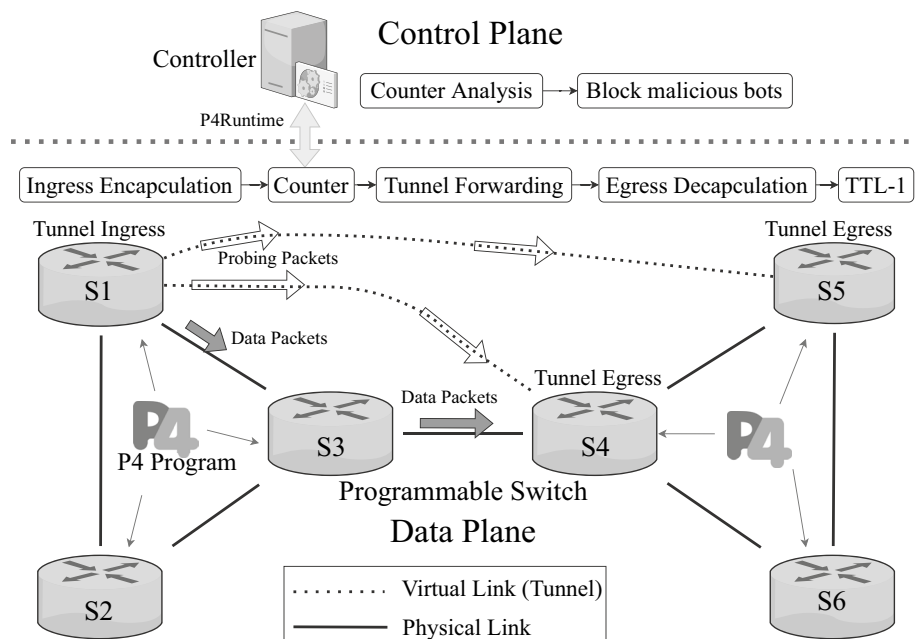 Control Plane
Controller
Counter Analysis
Block malicious bots
P4Runtime
Ingress Encapculation
Counter
Tunnel Forwarding
Egress Decapculation
TTL-1
Tunnel Ingress
Tunnel Egress
Probing Packets
S1
S5
Data Packets
Tunnel Egress
Data Packets
P4
P4 Program
S3
S4
P4
Programmable Switch
Data Plane
S2
S6
Virtual Link (Tunnel)
Physical Link